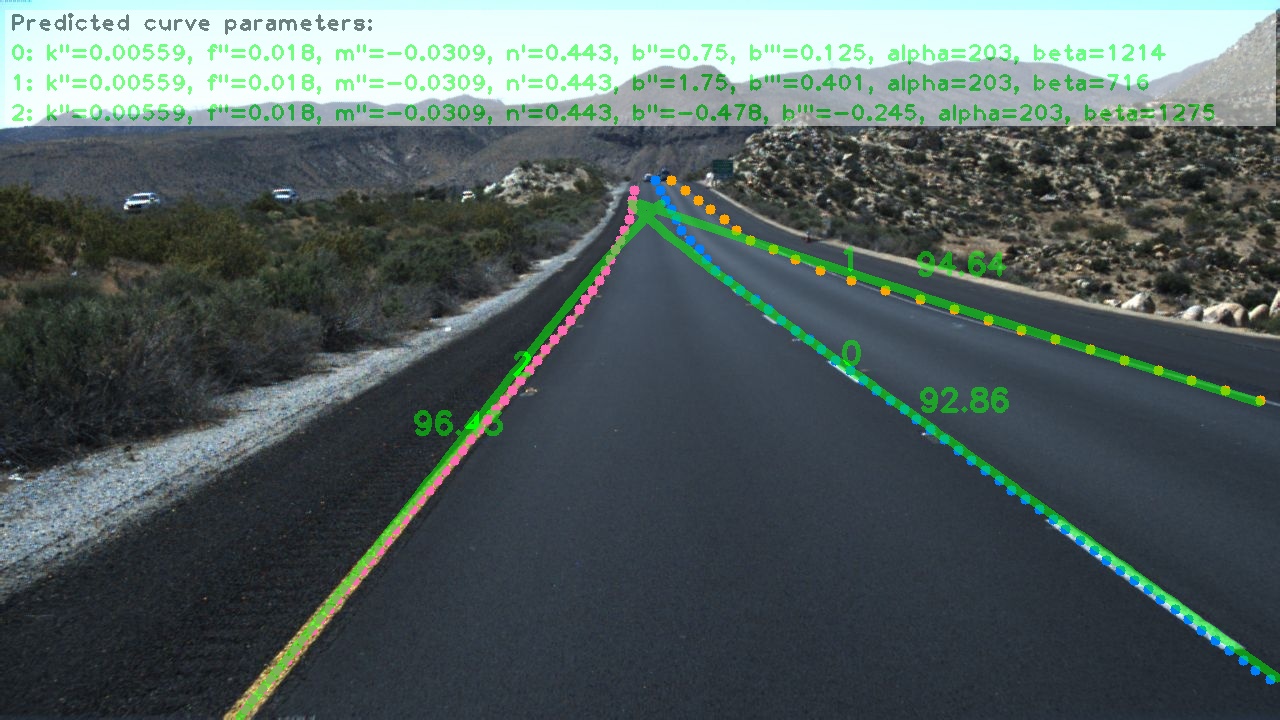 Predicted curve parameters:
0: k''=0.00559, f''=0.018, m''=-0.0309, n'=0.443, b''=0.75, b'''=0.125, alpha=203, beta=1214
1: k''=0.00559, f''=0.018, m''=-0.0309, n'=0.443, b''=1.75, b'''=0.401, alpha=203, beta=716
2: k''=0.00559, f''=0.018, m''=-0.0309, n'=0.443, b''=-0.478, b'''=-0.245, alpha=203, beta=1275
1 94.64
0
2
92.86
96.43